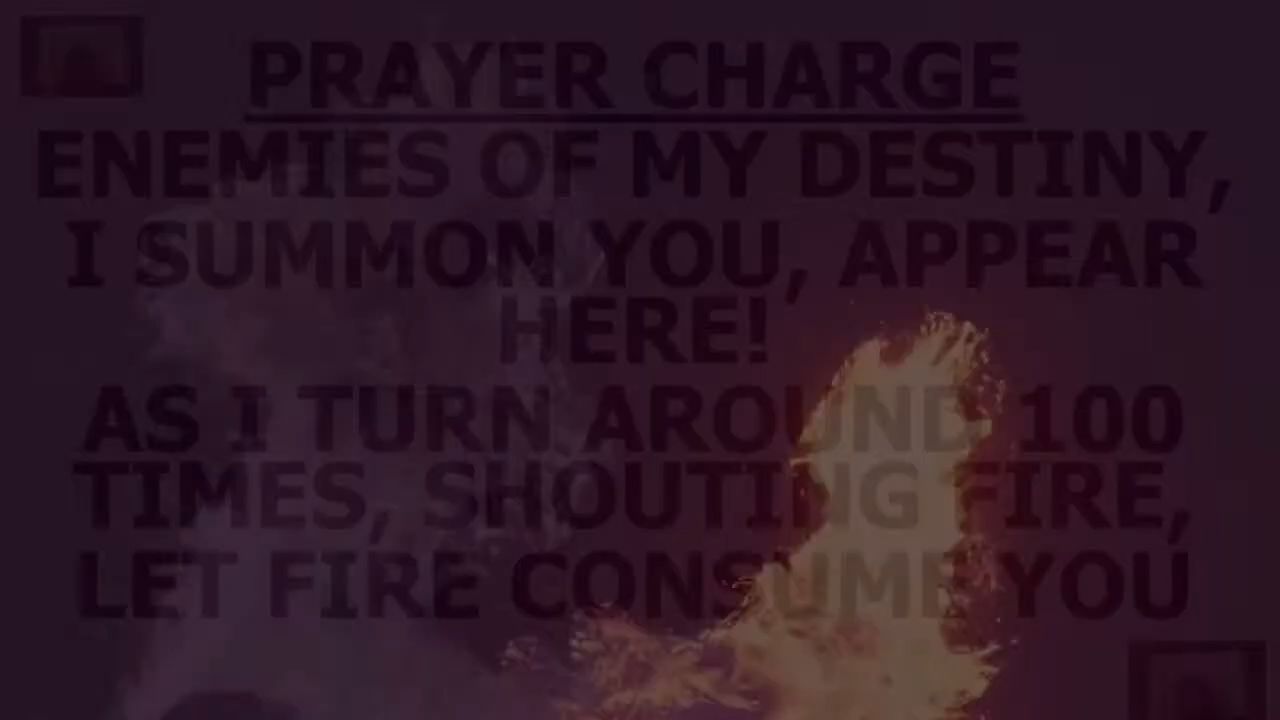 PRAYER CHARGE
ENEMIES OF MY DESTINY,
I SUMMON YOU, APPEAR
HERE!
AS I TURN AROUND 100
TIMES, SHOUTING FIRE,
LET FIRE CONSUME YOU